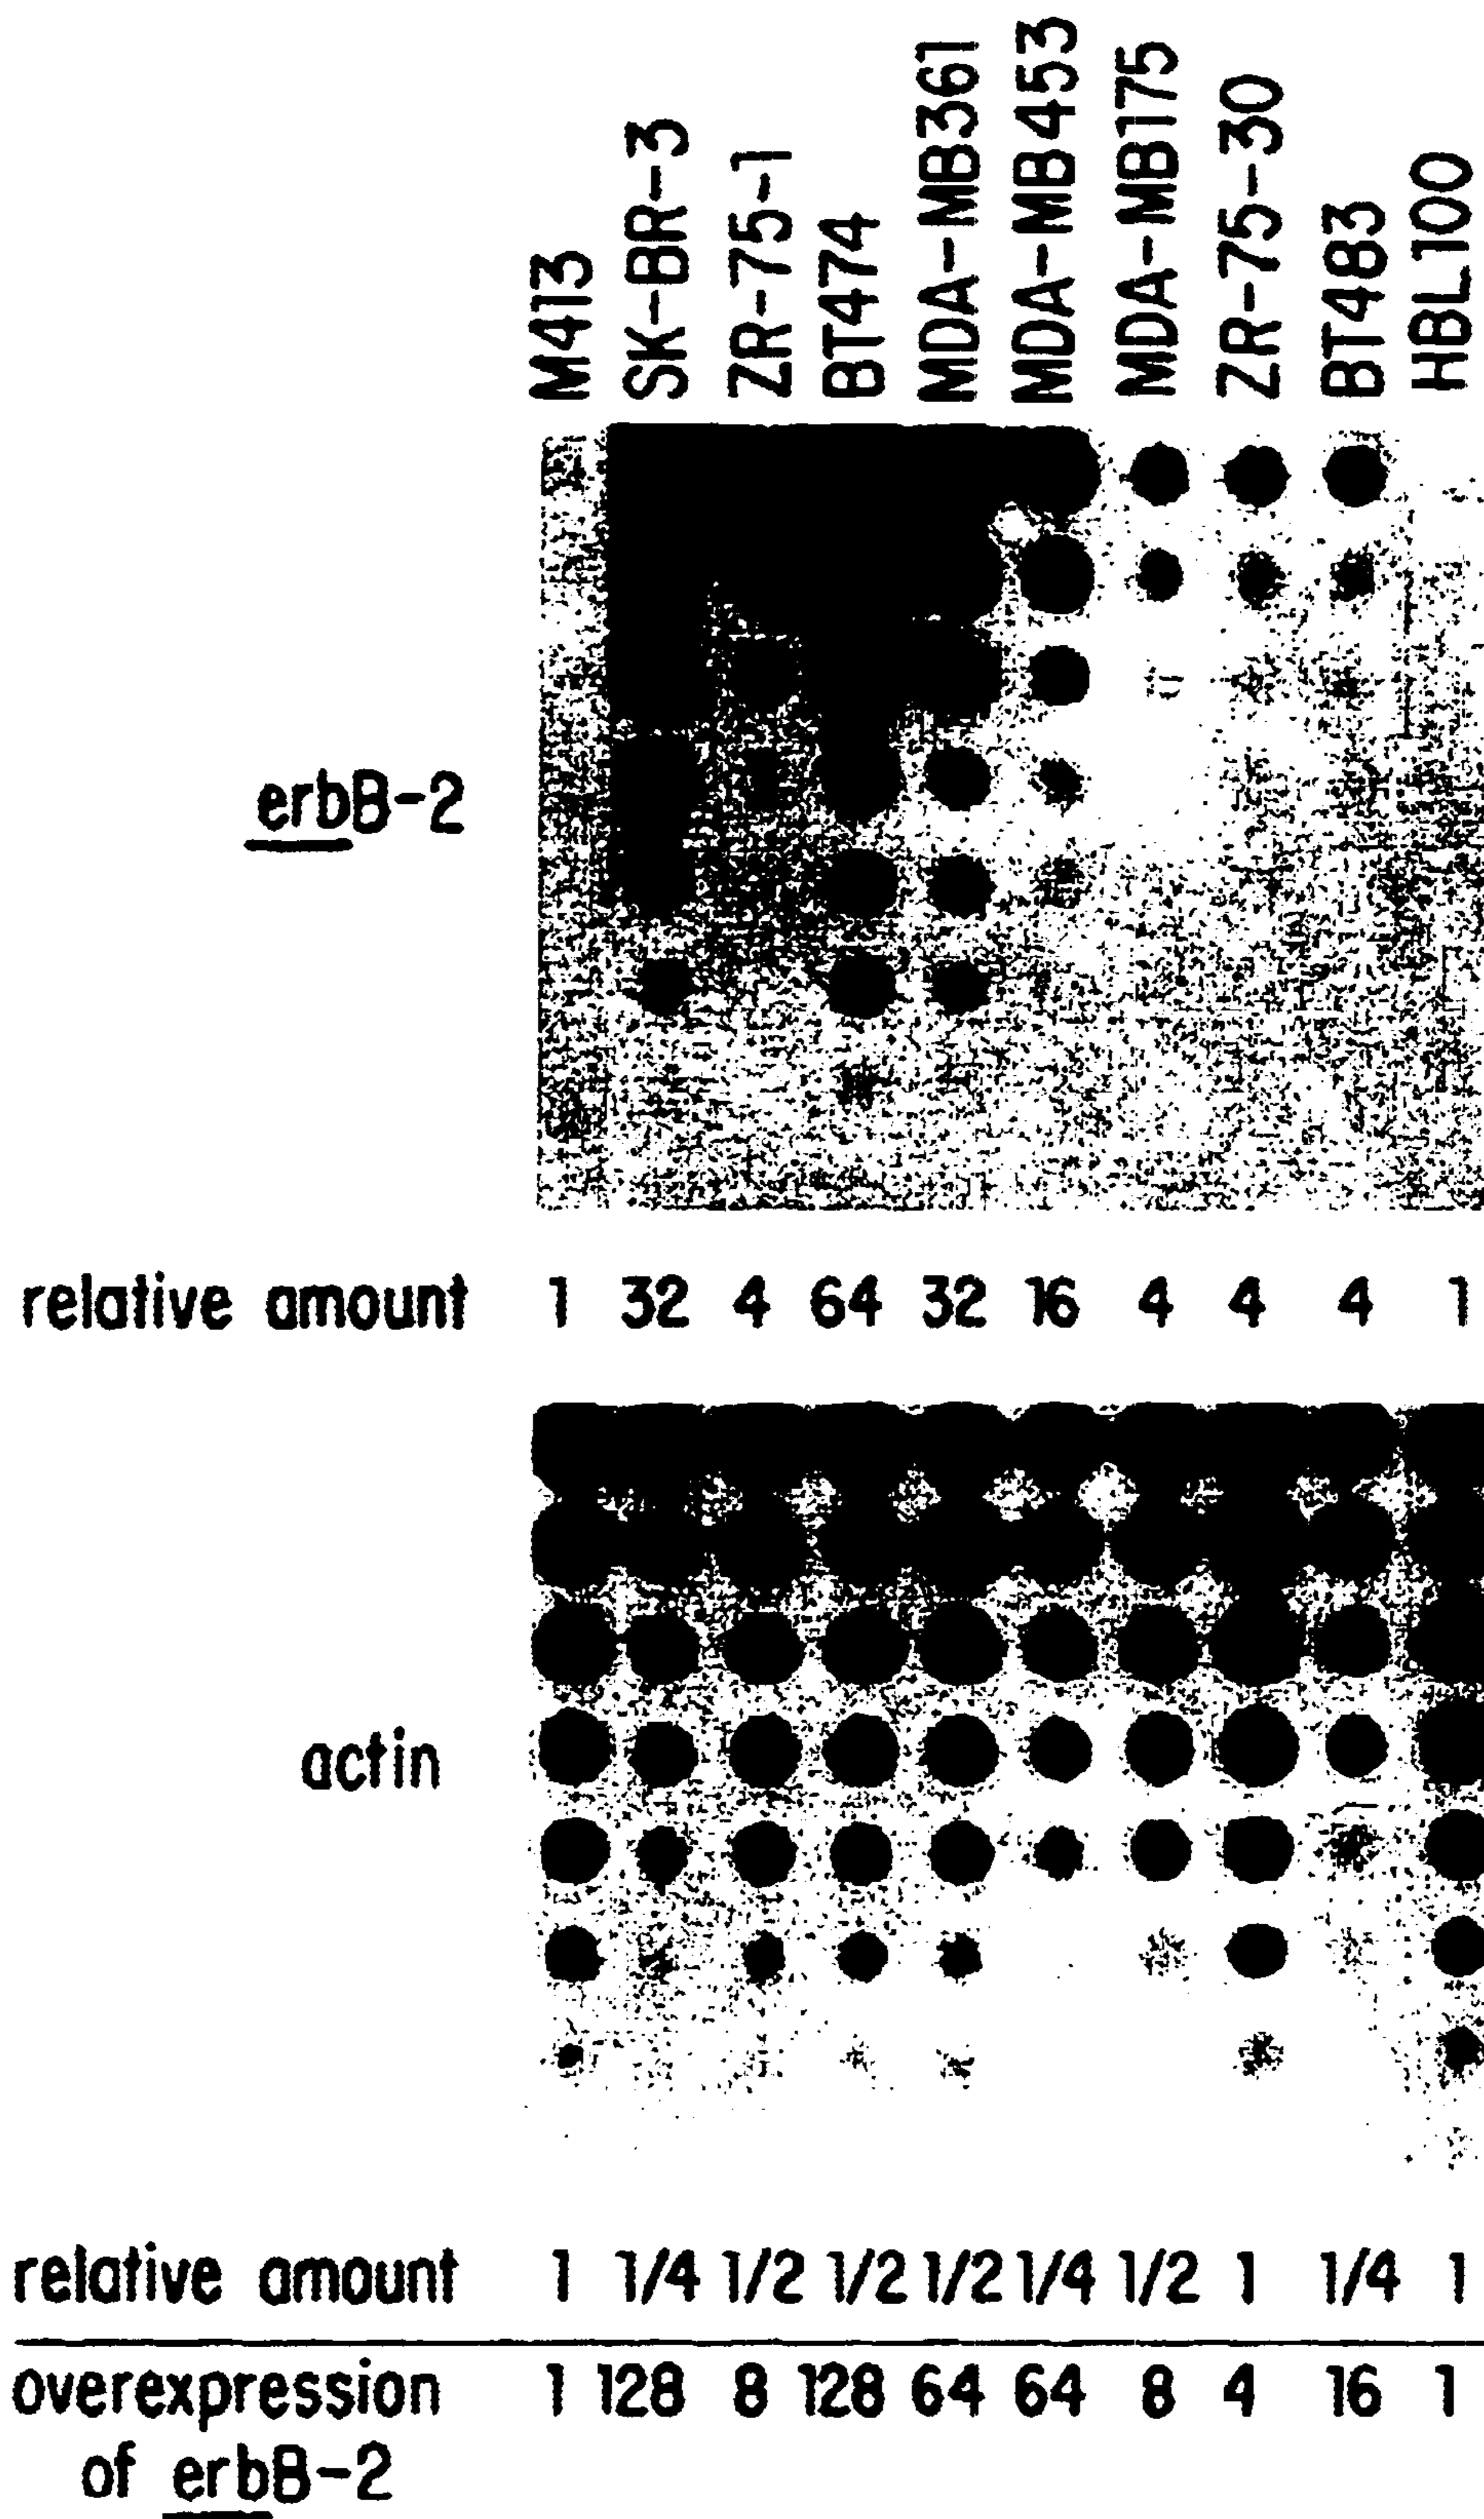 M413 SK-BR-3 ZR-75-1 BT474 MDA-MB361 MDA-MB453 MDA-MB175 ZR-75-30 BT483 HBL100
erbB-2
relative amount 1 32 4 64 32 16 4 4 4 1
actin
relative amount 1 1/4 1/2 1/2 1/2 1/4 1/2 1 1/4 1
overexpression 1 128 8 128 64 64 8 4 16 1
of erbB-2